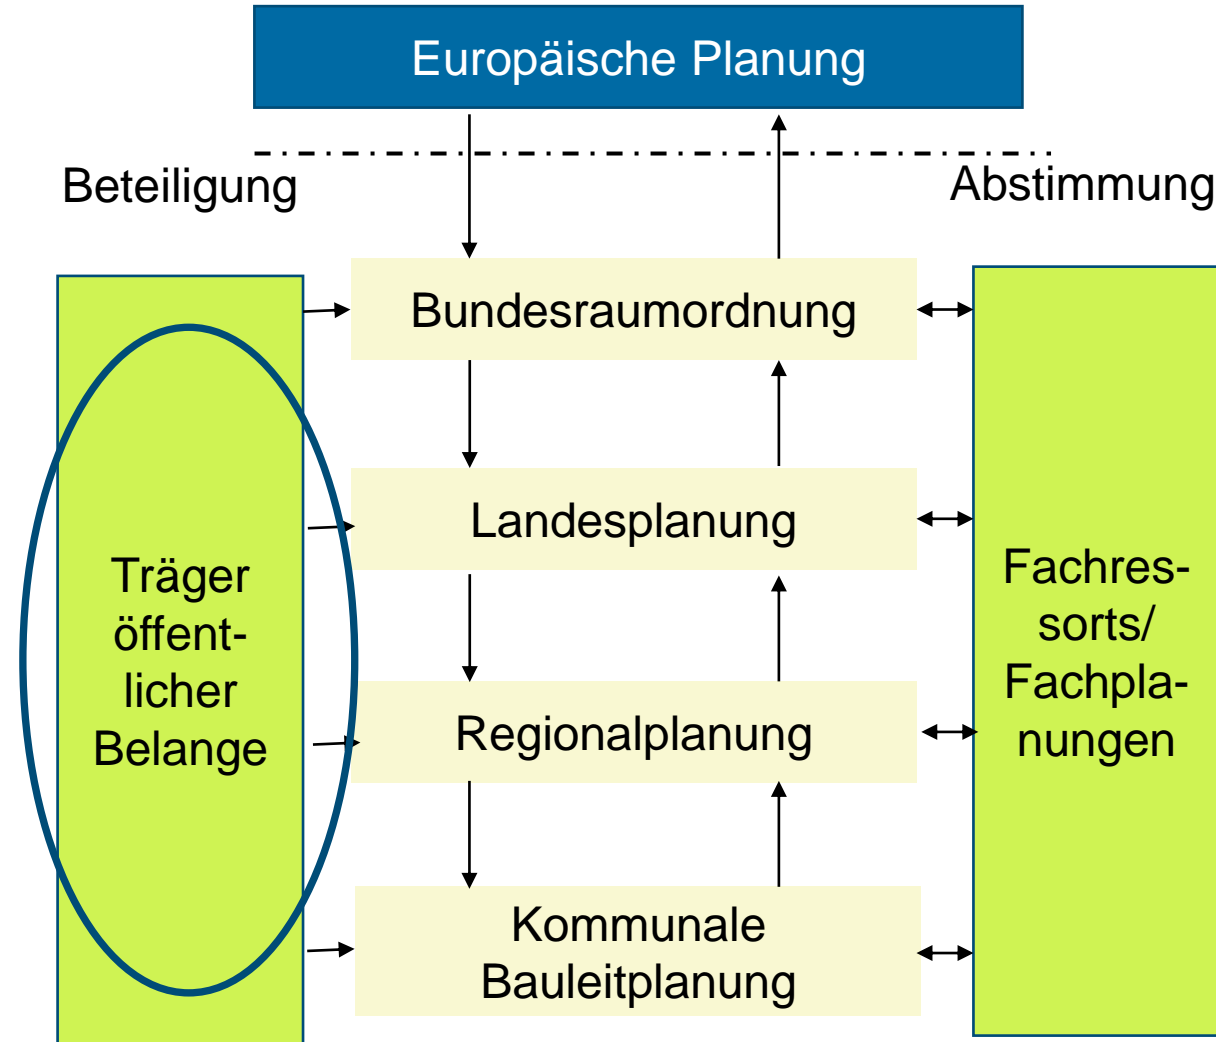 Europäische Planung
Beteiligung
Abstimmung
Bundesraumordnung
Landesplanung
Träger
öffent-
licher
Belange
Fachres-
sorts/
Fachpla-
nungen
Regionalplanung
Kommunale
Bauleitplanung